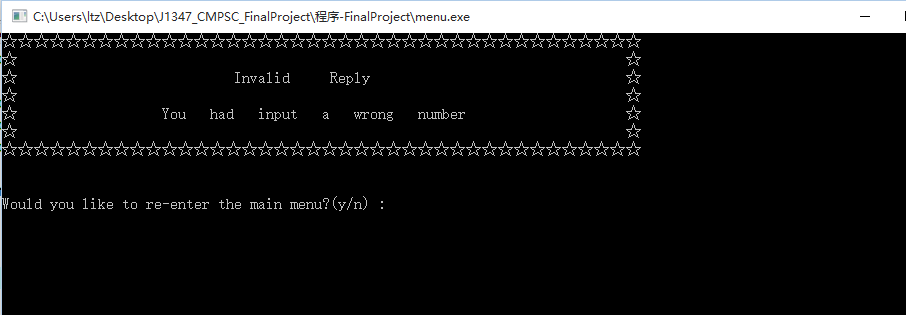 C:\Users\ltz\Desktop\J1347_CMPSC_FinalProject\程序-FinalProject\menu.exe
☆☆☆☆☆☆☆☆☆☆☆☆☆☆☆☆☆☆☆☆☆☆☆☆☆☆☆☆☆☆☆☆☆☆☆☆☆☆☆☆
☆ ☆
☆ Invalid Reply ☆
☆ ☆
☆ You had input a wrong number ☆
☆ ☆
☆☆☆☆☆☆☆☆☆☆☆☆☆☆☆☆☆☆☆☆☆☆☆☆☆☆☆☆☆☆☆☆☆☆☆☆☆☆☆☆
Would you like to re-enter the main menu?(y/n) :